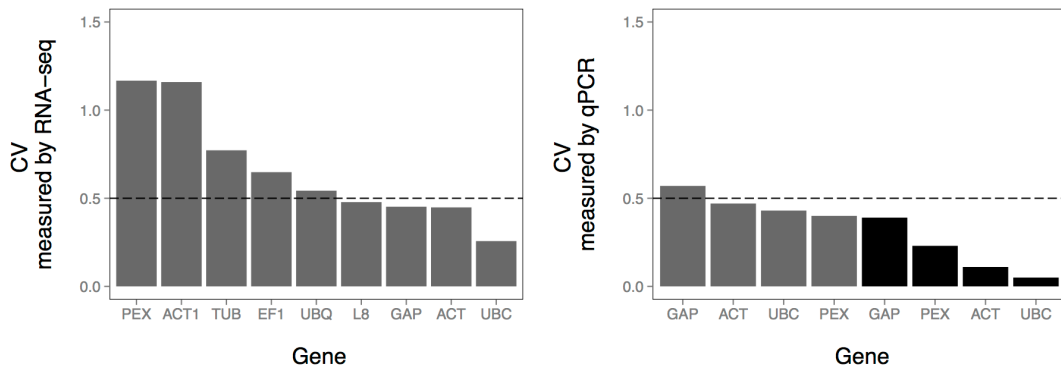 CV
measured by RNA−seq
1.5
1.0
0.5
0.0
PEX ACT1 TUB EF1 UBQ L8 GAP ACT UBC
Gene
CV
measured by qPCR
1.5
1.0
0.5
0.0
GAP ACT UBC PEX GAP PEX ACT UBC
Gene